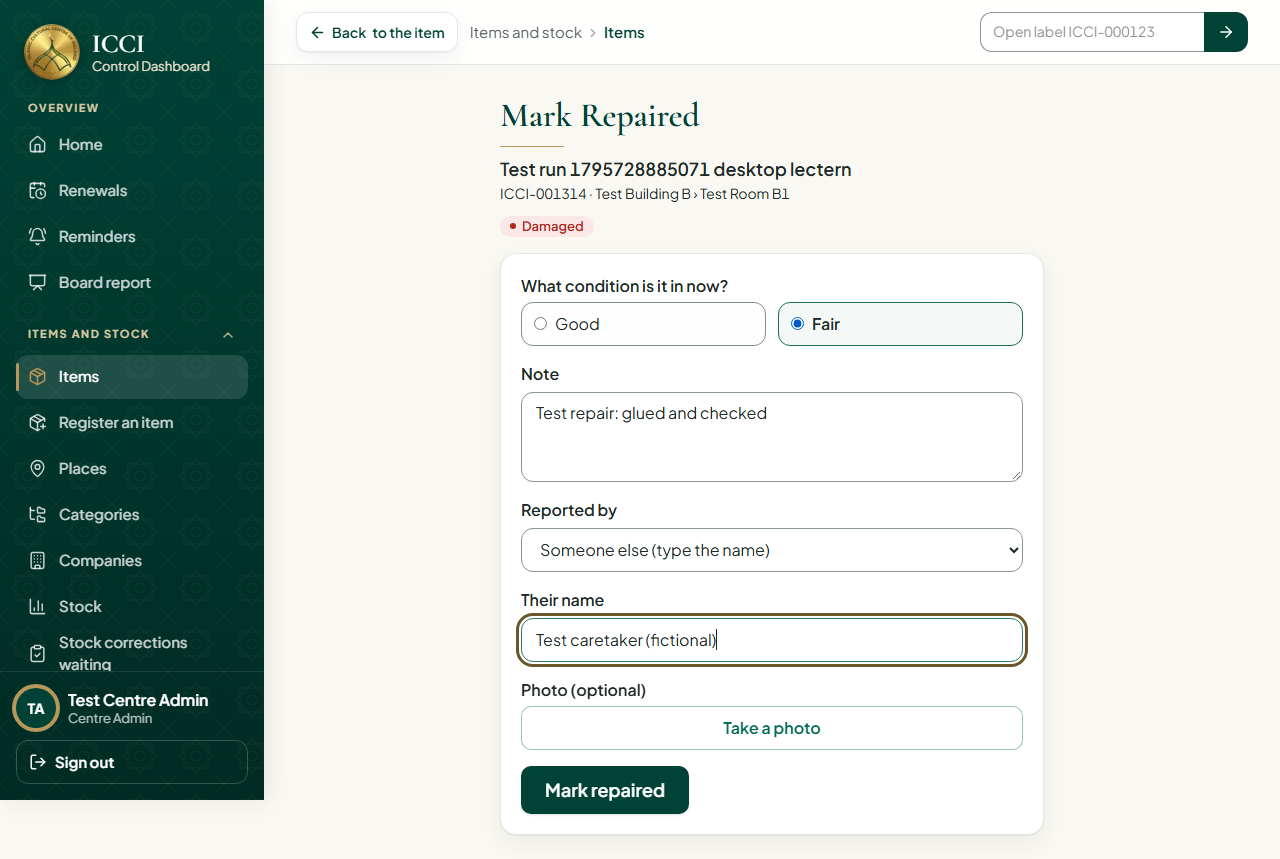 ICCI
Control Dashboard
OVERVIEW
Home
Renewals
Reminders
Board report
ITEMS AND STOCK
Items
Register an item
Places
Categories
Companies
Stock
Stock corrections
waiting
TA
Test Centre Admin
Centre Admin
Sign out
Back to the item
Items and stock › Items
Open label ICCI-000123
Mark Repaired
Test run 1795728885071 desktop lectern
ICCI-001314 · Test Building B › Test Room B1
Damaged
What condition is it in now?
Good
Fair
Note
Test repair: glued and checked
Reported by
Someone else (type the name)
Their name
Test caretaker (fictional)
Photo (optional)
Take a photo
Mark repaired